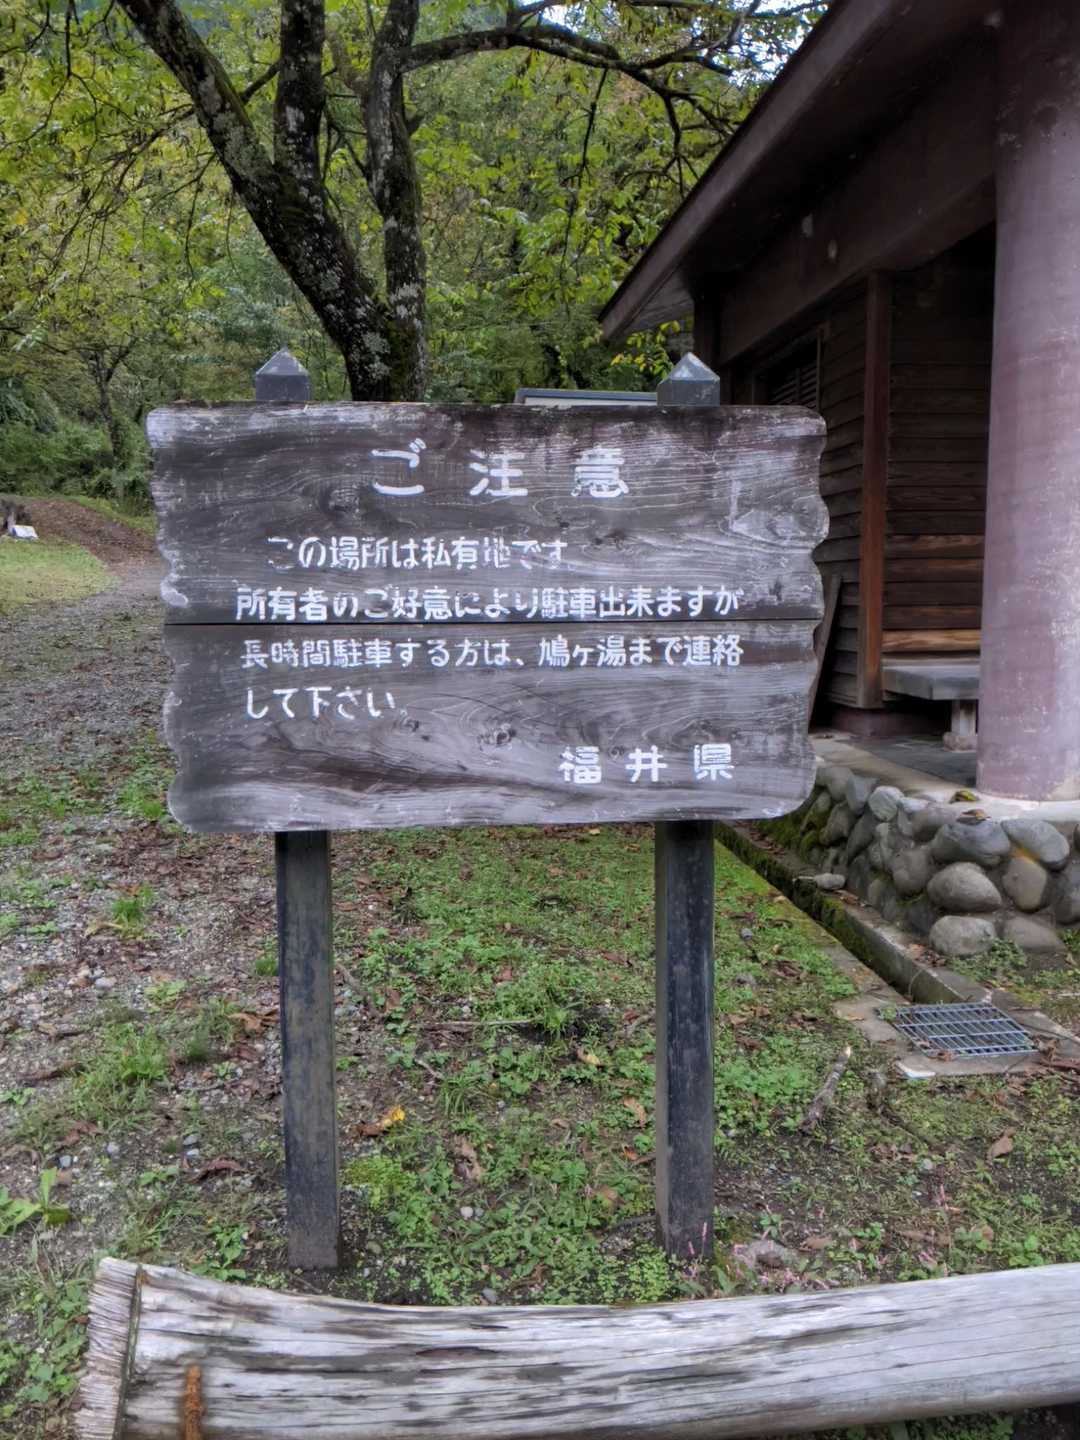 ご注意
この場所は私有地です
所有者のご好意により駐車出来ますが
長時間駐車する方は、鳩ヶ湯まで連絡
して下さい。
福井県